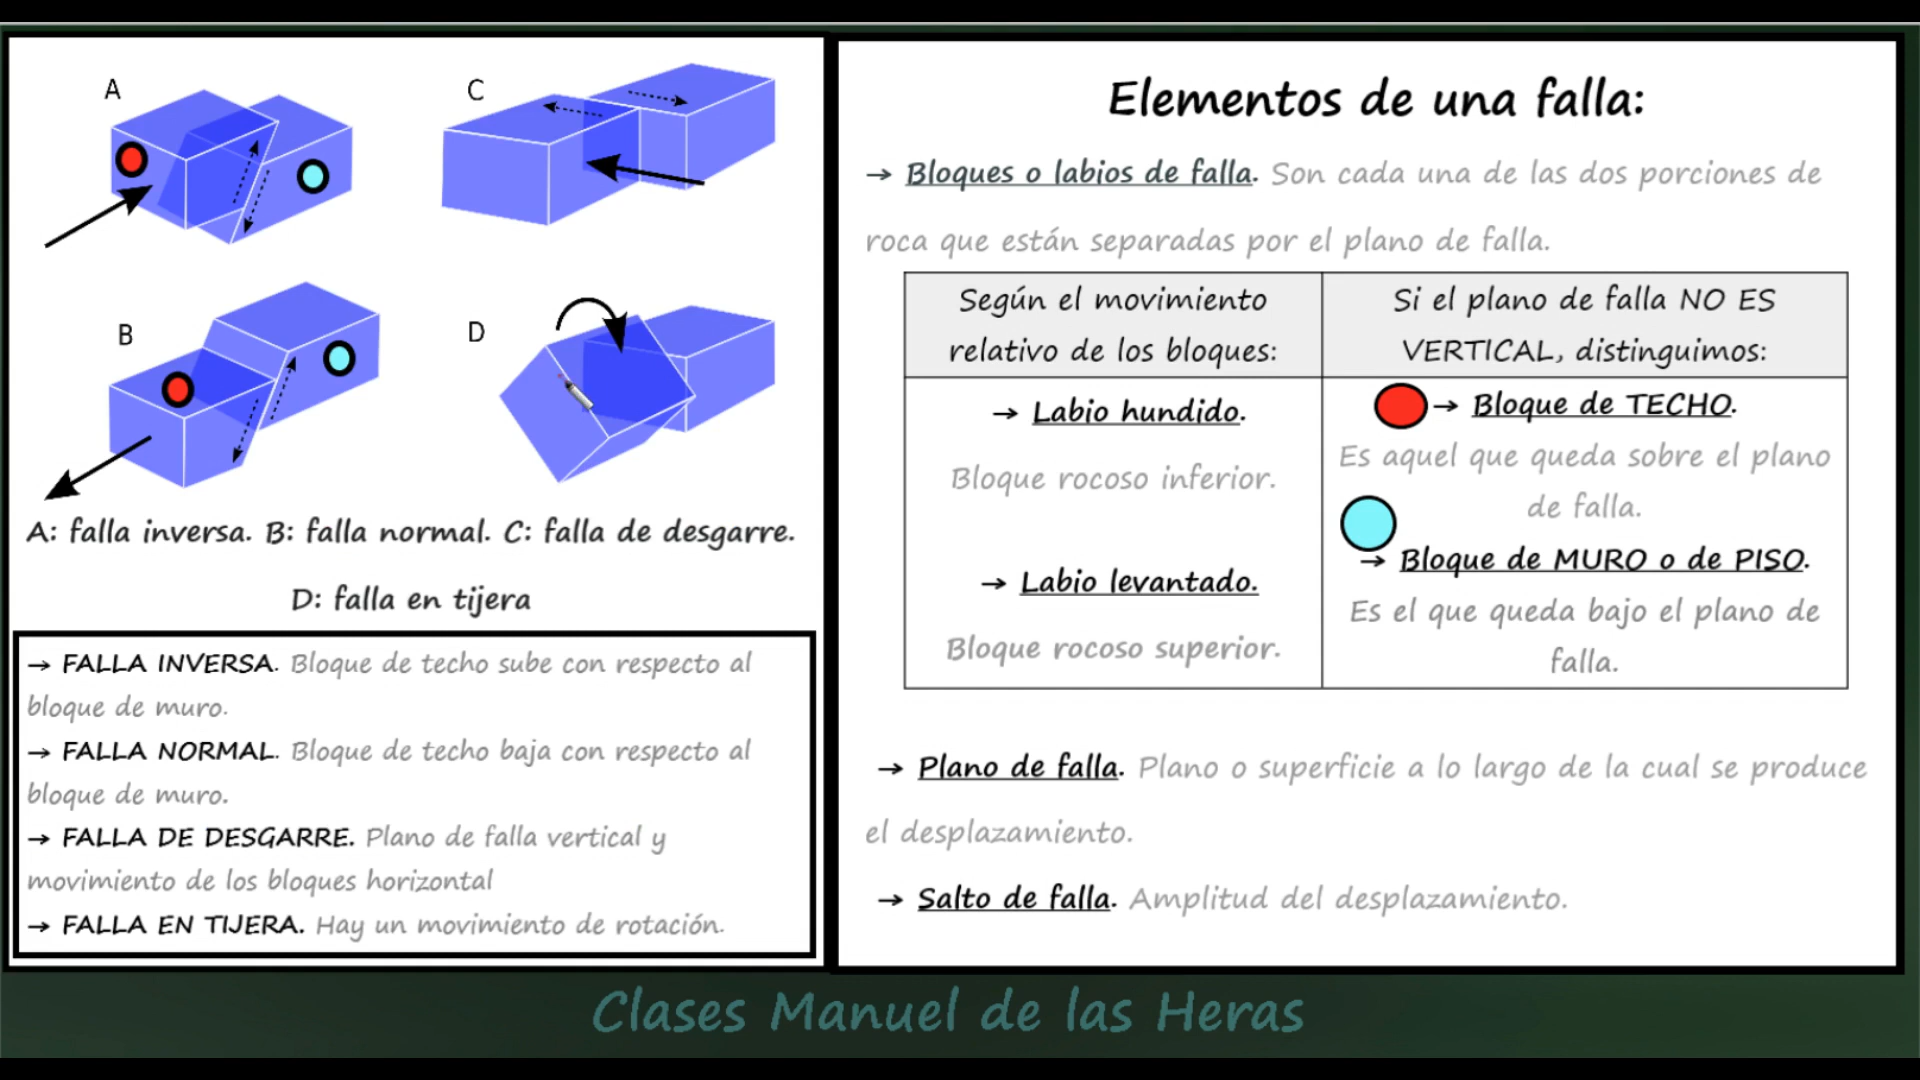 A
C
B
D
A: falla inversa. B: falla normal. C: falla de desgarre.
D: falla en tijera
→ FALLA INVERSA. Bloque de techo sube con respecto al
bloque de muro.
→ FALLA NORMAL. Bloque de techo baja con respecto al
bloque de muro.
→ FALLA DE DESGARRE. Plano de falla vertical y
movimiento de los bloques horizontal
→ FALLA EN TIJERA. Hay un movimiento de rotación.
Elementos de una falla:
→ Bloques o labios de falla. Son cada una de las dos porciones de
roca que están separadas por el plano de falla.
Según el movimiento
relativo de los bloques:
Si el plano de falla NO ES
VERTICAL, distinguimos:
→ Labio hundido.
Bloque rocoso inferior.
→ Labio levantado.
Bloque rocoso superior.
→ Bloque de TECHO.
Es aquel que queda sobre el plano
de falla.
→ Bloque de MURO o de PISO.
Es el que queda bajo el plano de
falla.
→ Plano de falla. Plano o superficie a lo largo de la cual se produce
el desplazamiento.
→ Salto de falla. Amplitud del desplazamiento.
Clases Manuel de las Heras